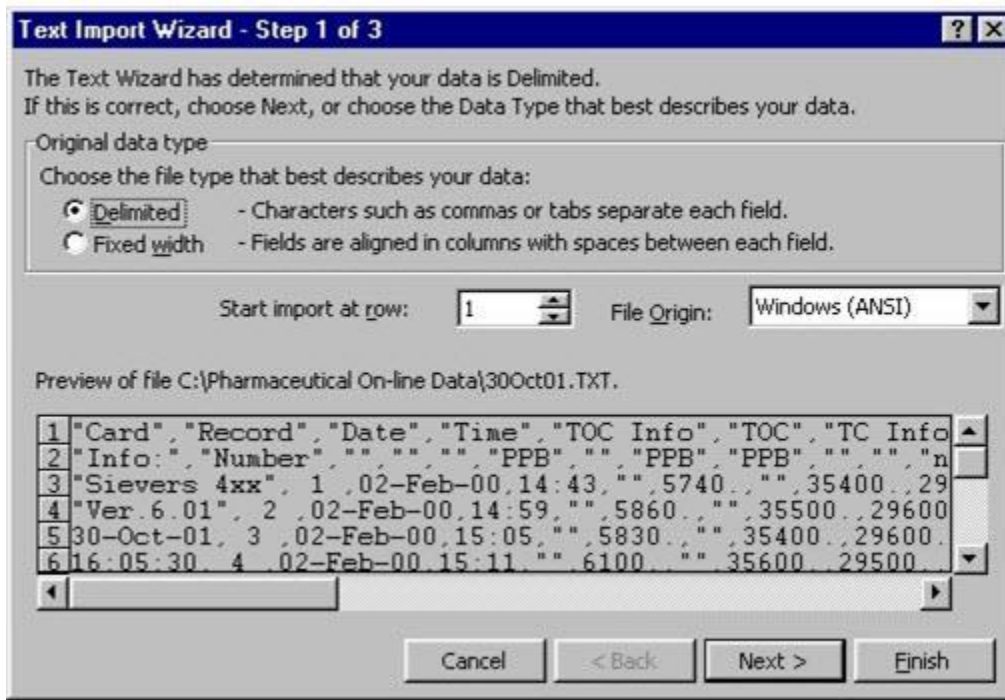 Text Import Wizard - Step 1 of 3
The Text Wizard has determined that your data is Delimited.
If this is correct, choose Next, or choose the Data Type that best describes your data.
Original data type
Choose the file type that best describes your data:
Delimited - Characters such as commas or tabs separate each field.
Fixed width - Fields are aligned in columns with spaces between each field.
Start import at row: 1 File Origin: Windows (ANSI)
Preview of file C:\Pharmaceutical On-line Data\30Oct01.TXT.
1 "Card","Record","Date","Time","TOC Info","TOC","TC Info
2 "Info:","Number","","","","PPB","","PPB","PPB","","","n
3 "Sievers 4xx", 1 ,02-Feb-00,14:43,"",5740.,"",35400.,29
4 "Ver.6.01", 2 ,02-Feb-00,14:59,"",5860.,"",35500.,29600
5 30-Oct-01, 3 ,02-Feb-00,15:05,"",5830.,"",35400.,29600.
6 16:05:30, 4 ,02-Feb-00,15:11,"",6100.,"",35600.,29500.,
Cancel < Back Next > Finish